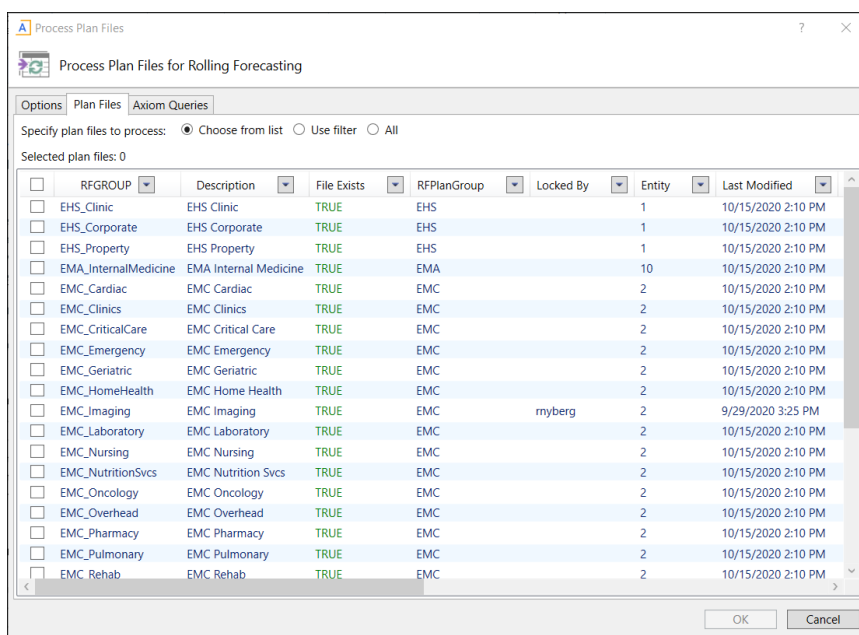 A Process Plan Files ?
Process Plan Files for Rolling Forecasting
Options Plan Files Axiom Queries
Specify plan files to process: Choose from list Use filter All
Selected plan files: 0
RFGROUP Description File Exists RFPlanGroup Locked By Entity Last Modified
EHS_Clinic EHS Clinic TRUE EHS 1 10/15/2020 2:10 PM
EHS_Corporate EHS Corporate TRUE EHS 1 10/15/2020 2:10 PM
EHS_Property EHS Property TRUE EHS 1 10/15/2020 2:10 PM
EMA_InternalMedicine EMA Internal Medicine TRUE EMA 10 10/15/2020 2:10 PM
EMC_Cardiac EMC Cardiac TRUE EMC 2 10/15/2020 2:10 PM
EMC_Clinics EMC Clinics TRUE EMC 2 10/15/2020 2:10 PM
EMC_CriticalCare EMC Critical Care TRUE EMC 2 10/15/2020 2:10 PM
EMC_Emergency EMC Emergency TRUE EMC 2 10/15/2020 2:10 PM
EMC_Geriatric EMC Geriatric TRUE EMC 2 10/15/2020 2:10 PM
EMC_HomeHealth EMC Home Health TRUE EMC 2 10/15/2020 2:10 PM
EMC_Imaging EMC Imaging TRUE EMC rnyberg 2 9/29/2020 3:25 PM
EMC_Laboratory EMC Laboratory TRUE EMC 2 10/15/2020 2:10 PM
EMC_Nursing EMC Nursing TRUE EMC 2 10/15/2020 2:10 PM
EMC_NutritionSvcs EMC Nutrition Svcs TRUE EMC 2 10/15/2020 2:10 PM
EMC_Oncology EMC Oncology TRUE EMC 2 10/15/2020 2:10 PM
EMC_Overhead EMC Overhead TRUE EMC 2 10/15/2020 2:10 PM
EMC_Pharmacy EMC Pharmacy TRUE EMC 2 10/15/2020 2:10 PM
EMC_Pulmonary EMC Pulmonary TRUE EMC 2 10/15/2020 2:10 PM
EMC_Rehab EMC Rehab TRUE EMC 2 10/15/2020 2:10 PM
OK Cancel